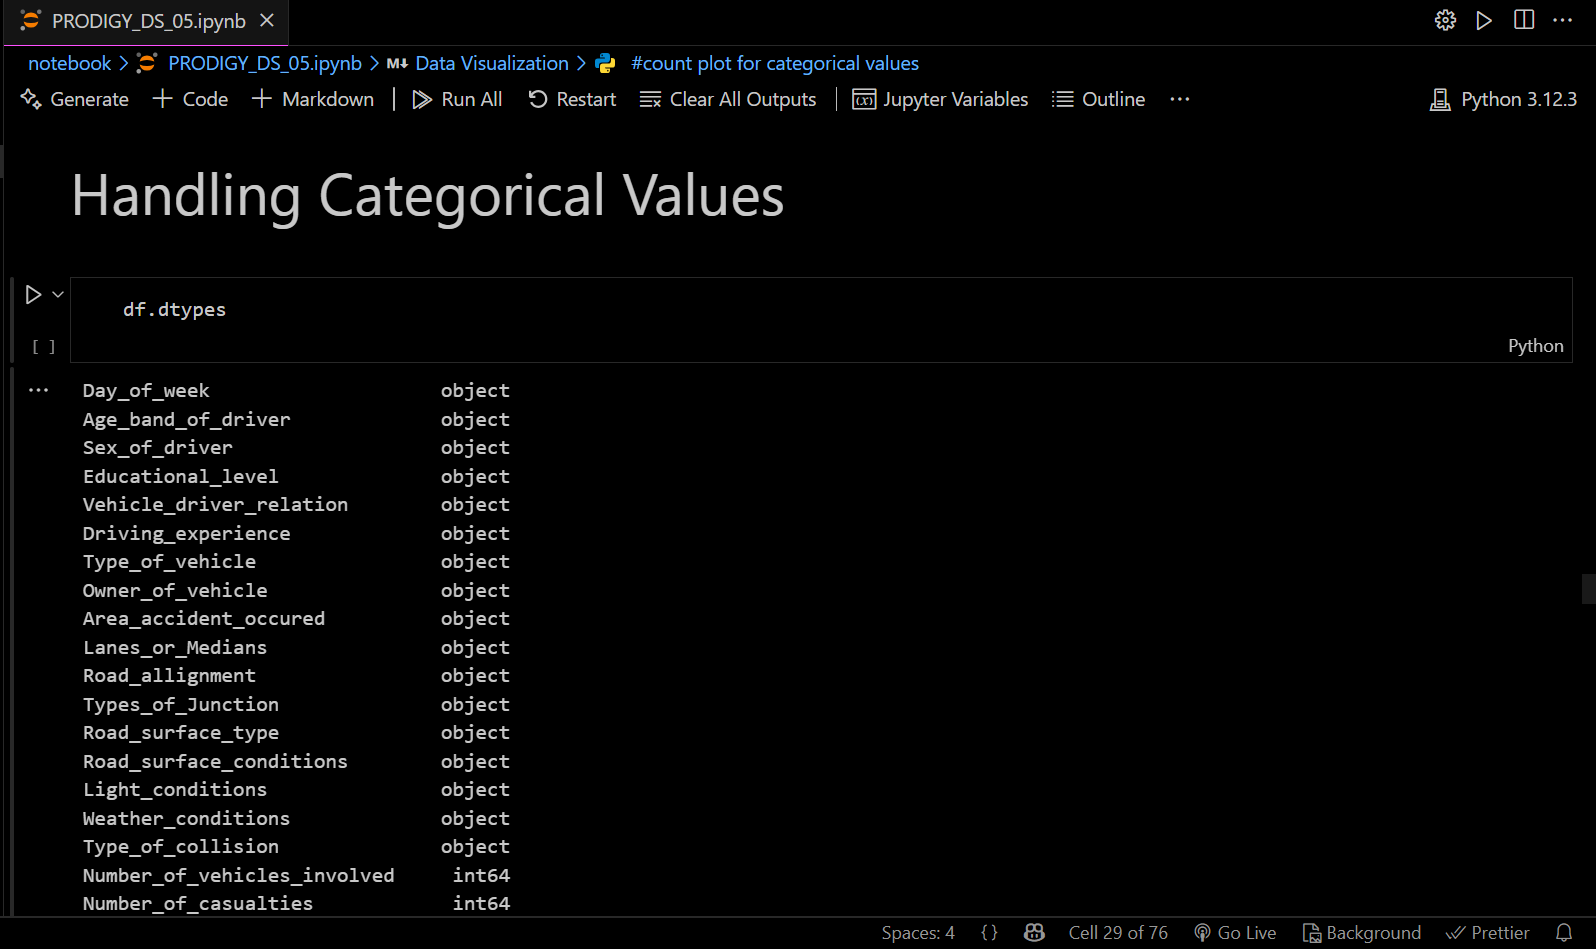 PRODIGY_DS_05.ipynb
notebook > PRODIGY_DS_05.ipynb > M↓ Data Visualization > #count plot for categorical values
Generate + Code + Markdown | Run All Restart Clear All Outputs | Jupyter Variables Outline ... Python 3.12.3
Handling Categorical Values
df.dtypes
[ ]
Python
Day_of_week object
Age_band_of_driver object
Sex_of_driver object
Educational_level object
Vehicle_driver_relation object
Driving_experience object
Type_of_vehicle object
Owner_of_vehicle object
Area_accident_occured object
Lanes_or_Medians object
Road_allignment object
Types_of_Junction object
Road_surface_type object
Road_surface_conditions object
Light_conditions object
Weather_conditions object
Type_of_collision object
Number_of_vehicles_involved int64
Number_of_casualties int64
Spaces: 4 {} Cell 29 of 76 Go Live Background Prettier